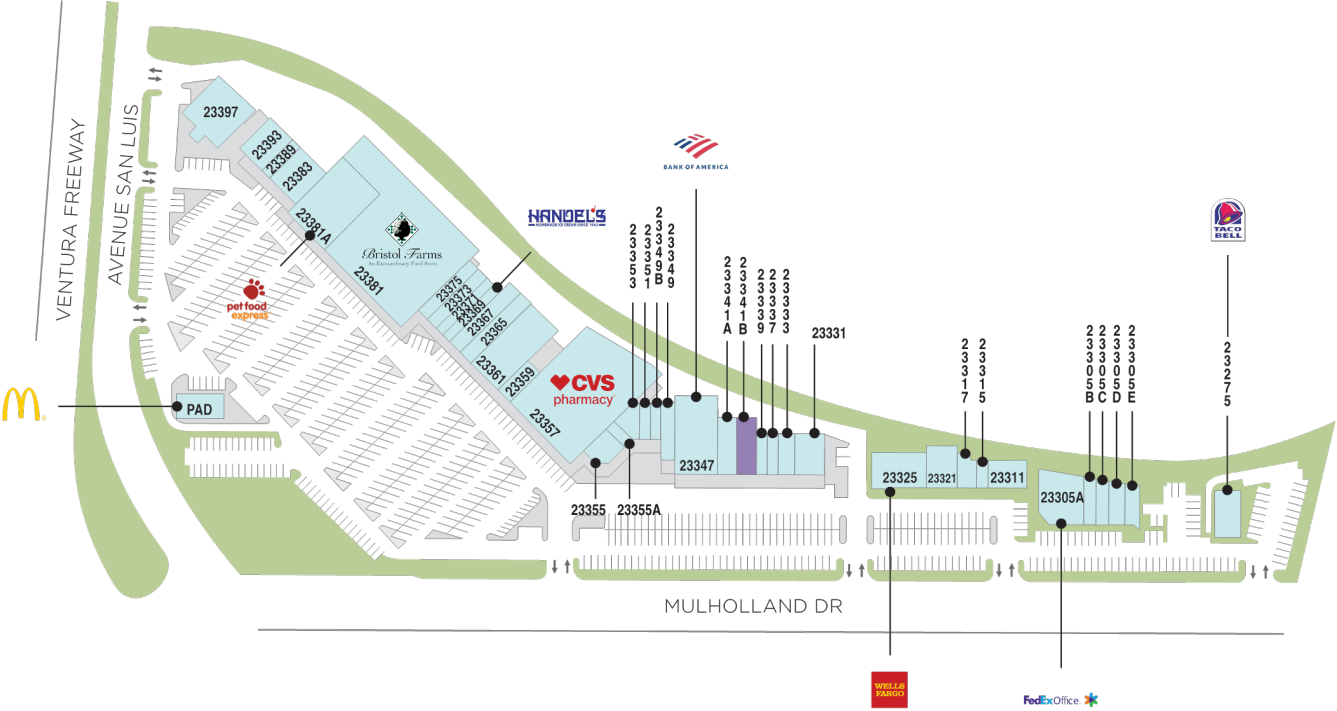 VENTURA FREEWAY
AVENUE SAN LUIS
23397
23393
23389
23383
23381A
pet food
express
Bristol Farms
An Extraordinary Food Store
23381
HANDEL'S
HOMEMADE ICE CREAM SINCE 1945
23375
23373
23371
23369
23367
23365
23361
23359
CVS
pharmacy
23357
23355
23355A
23353
23351
23349B
23349
BANK OF AMERICA
23347
23341A
23341B
23339
23337
23333
23331
PAD
23325
23321
23317
23315
23311
23305A
23305B
23305C
23305D
23305E
TACO
BELL
23275
MULHOLLAND DR
WELLS
FARGO
FedEx Office